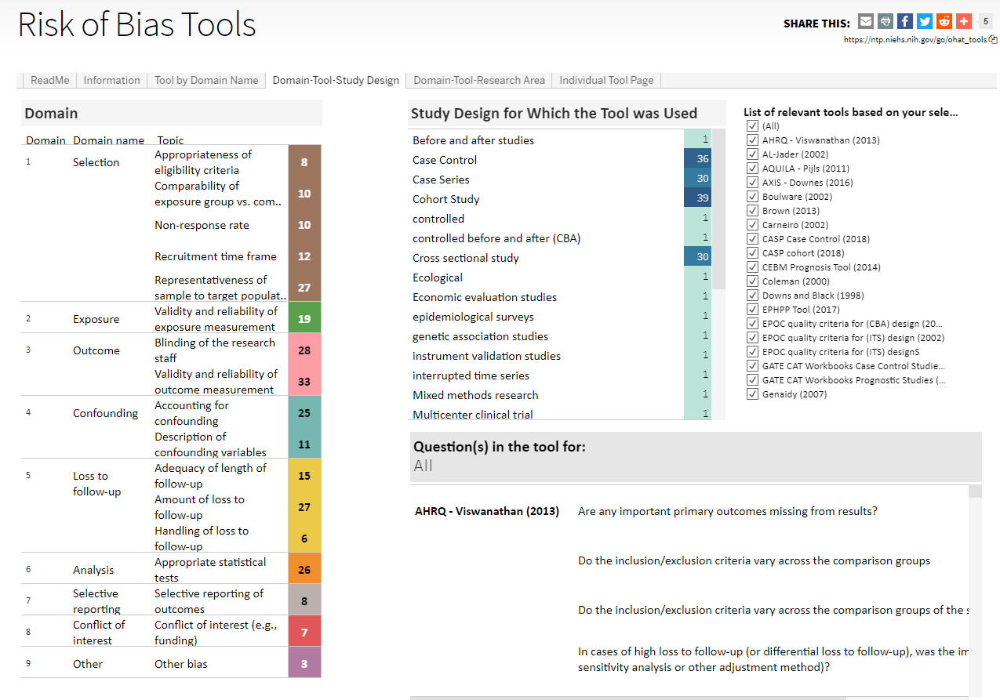 Risk of Bias Tools
SHARE THIS:
5
https://ntp.niehs.nih.gov/go/ohat_tools
ReadMe
Information
Tool by Domain Name
Domain-Tool-Study Design
Domain-Tool-Research Area
Individual Tool Page
Domain
Domain Domain name Topic
1 Selection Appropriateness of
eligibility criteria 8
Comparability of
exposure group vs. com.. 10
Non-response rate 10
Recruitment time frame 12
Representativeness of
sample to target populat.. 27
2 Exposure Validity and reliability of
exposure measurement 19
3 Outcome Blinding of the research
staff 28
Validity and reliability of
outcome measurement 33
4 Confounding Accounting for
confounding 25
Description of
confounding variables 11
5 Loss to
follow-up Adequacy of length of
follow-up 15
Amount of loss to
follow-up 27
Handling of loss to
follow-up 6
6 Analysis Appropriate statistical
tests 26
7 Selective
reporting Selective reporting of
outcomes 8
8 Conflict of
interest Conflict of interest (e.g.,
funding) 7
9 Other Other bias 3
Study Design for Which the Tool was Used
Before and after studies 1
Case Control 36
Case Series 30
Cohort Study 39
controlled 1
controlled before and after (CBA) 1
Cross sectional study 30
Ecological 1
Economic evaluation studies 1
epidemiological surveys 1
genetic association studies 1
instrument validation studies 1
interrupted time series 1
Mixed methods research 1
Multicenter clinical trial 1
List of relevant tools based on your sele...
(All)
AHRQ - Viswanathan (2013)
AL-Jader (2002)
AQUILA - Pijls (2011)
AXIS - Downes (2016)
Boulware (2002)
Brown (2013)
Carneiro (2002)
CASP Case Control (2018)
CASP cohort (2018)
CEBM Prognosis Tool (2014)
Coleman (2000)
Downs and Black (1998)
EPHPP Tool (2017)
EPOC quality criteria for (CBA) design (20...
EPOC quality criteria for (ITS) design (2002)
EPOC quality criteria for (ITS) designS
GATE CAT Workbooks Case Control Studie...
GATE CAT Workbooks Prognostic Studies (...
Genaidy (2007)
Question(s) in the tool for:
All
AHRQ - Viswanathan (2013) Are any important primary outcomes missing from results?
Do the inclusion/exclusion criteria vary across the comparison groups
Do the inclusion/exclusion criteria vary across the comparison groups of the s
In cases of high loss to follow-up (or differential loss to follow-up), was the im
sensitivity analysis or other adjustment method)?